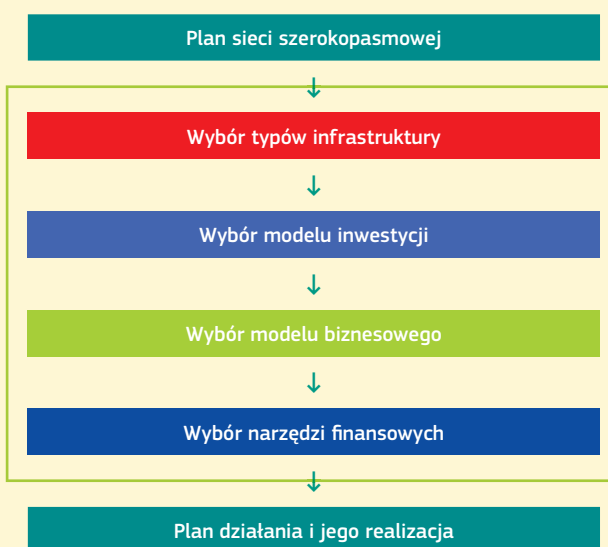 Plan sieci szerokopasmowej
Wybór typów infrastruktury
Wybór modelu inwestycji
Wybór modelu biznesowego
Wybór narzędzi finansowych
Plan działania i jego realizacja